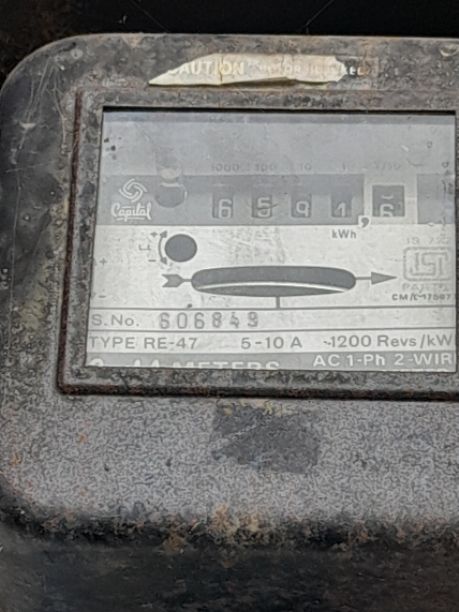 CAUTION
1000 100 10 1 1/10
Capital
6 5 9 1, 6
kWh
S.No. 606849
TYPE RE-47 5-10 A ~1200 Revs/kW
AC 1-Ph 2-WIR
METERS